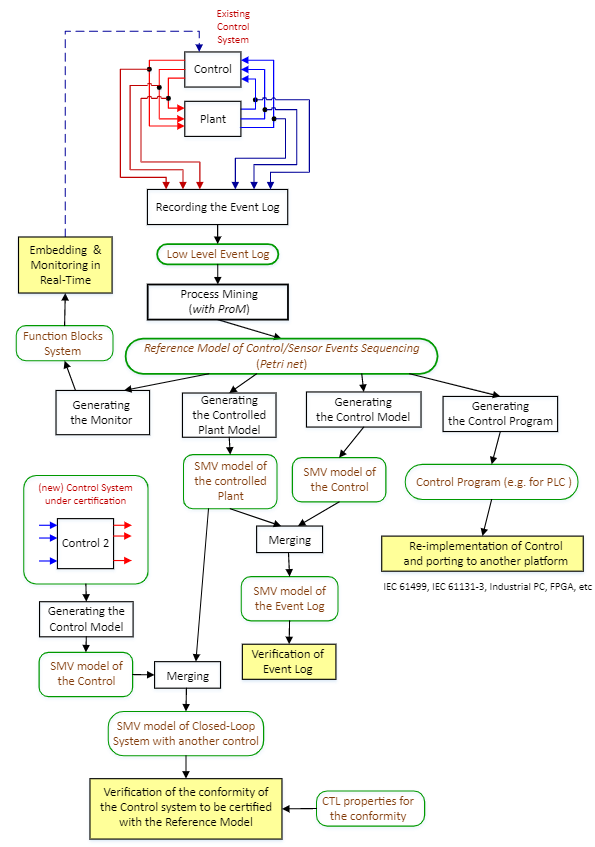 Existing
Control
System
Control
Plant
Recording the Event Log
Low Level Event Log
Embedding &
Monitoring in
Real-Time
Process Mining
(with ProM)
Function Blocks
System
Reference Model of Control/Sensor Events Sequencing
(Petri net)
Generating
the Monitor
Generating
the Controlled
Plant Model
Generating
the Control Model
Generating
the Control Program
SMV model of
the controlled
Plant
SMV model of
the Control
Control Program (e.g. for PLC )
(new) Control System
under certification
Control 2
Merging
Re-implementation of Control
and porting to another platform
IEC 61499, IEC 61131-3, Industrial PC, FPGA, etc
SMV model of
the Event Log
Generating the
Control Model
Verification of
Event Log
SMV model of
the Control
Merging
SMV model of Closed-Loop
System with another control
Verification of the conformity of
the Control system to be certified
with the Reference Model
CTL properties for
the conformity